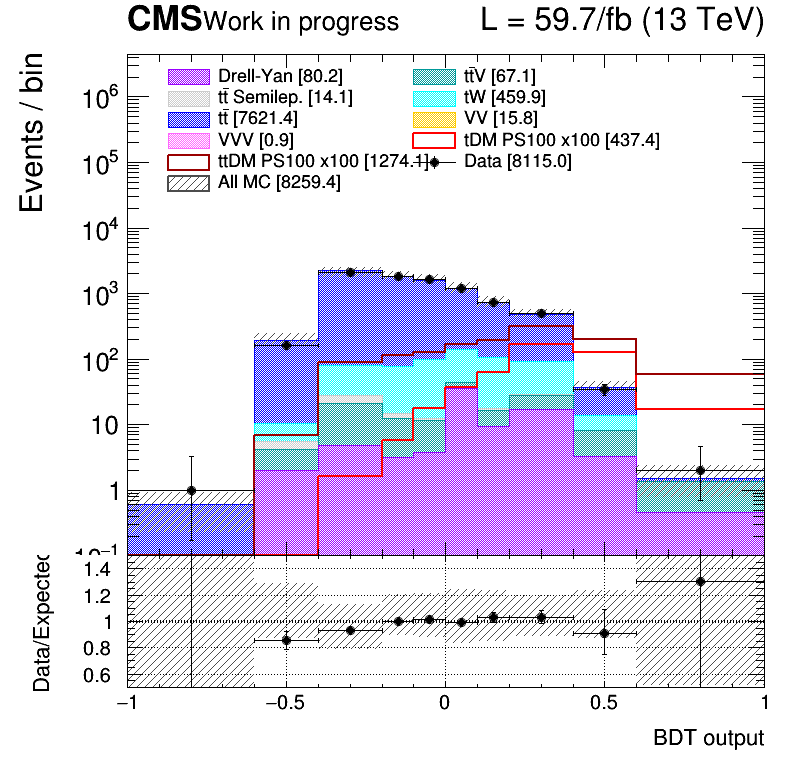 CMS Work in progress L = 59.7/fb (13 TeV)
Events / bin
Drell-Yan [80.2] tt̄V [67.1]
tt̄ Semilep. [14.1] tW [459.9]
tt̄ [7621.4] VV [15.8]
VVV [0.9] tDM PS100 x100 [437.4]
ttDM PS100 x100 [1274.1] Data [8115.0]
All MC [8259.4]
10⁶
10⁵
10⁴
10³
10²
10
1
10⁻¹
Data/Expected
1.4
1.2
1
0.8
0.6
−1 −0.5 0 0.5 1
BDT output